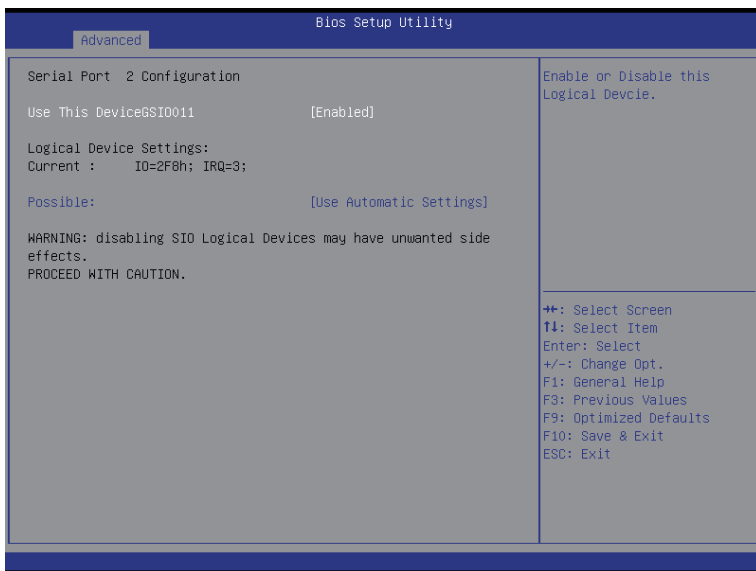 Bios Setup Utility
Advanced
Serial Port 2 Configuration
Use This DeviceGSIO011 [Enabled]
Logical Device Settings:
Current : IO=2F8h; IRQ=3;
Possible: [Use Automatic Settings]
WARNING: disabling SIO Logical Devices may have unwanted side
effects.
PROCEED WITH CAUTION.
Enable or Disable this
Logical Devcie.
→←: Select Screen
↑↓: Select Item
Enter: Select
+/-: Change Opt.
F1: General Help
F3: Previous Values
F9: Optimized Defaults
F10: Save & Exit
ESC: Exit